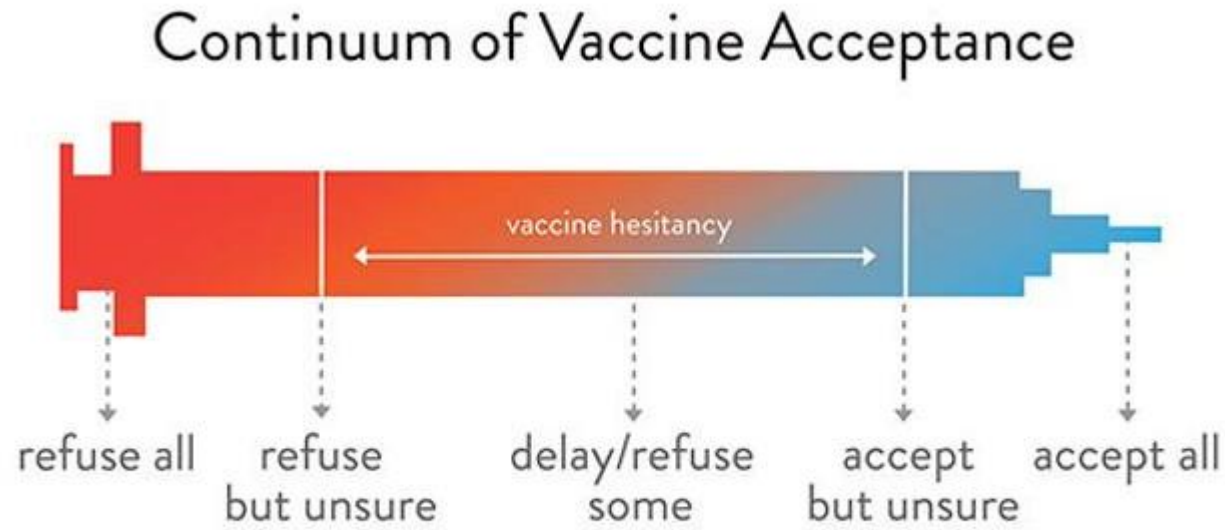 Continuum of Vaccine Acceptance
vaccine hesitancy
refuse all
refuse
but unsure
delay/refuse
some
accept
but unsure
accept all